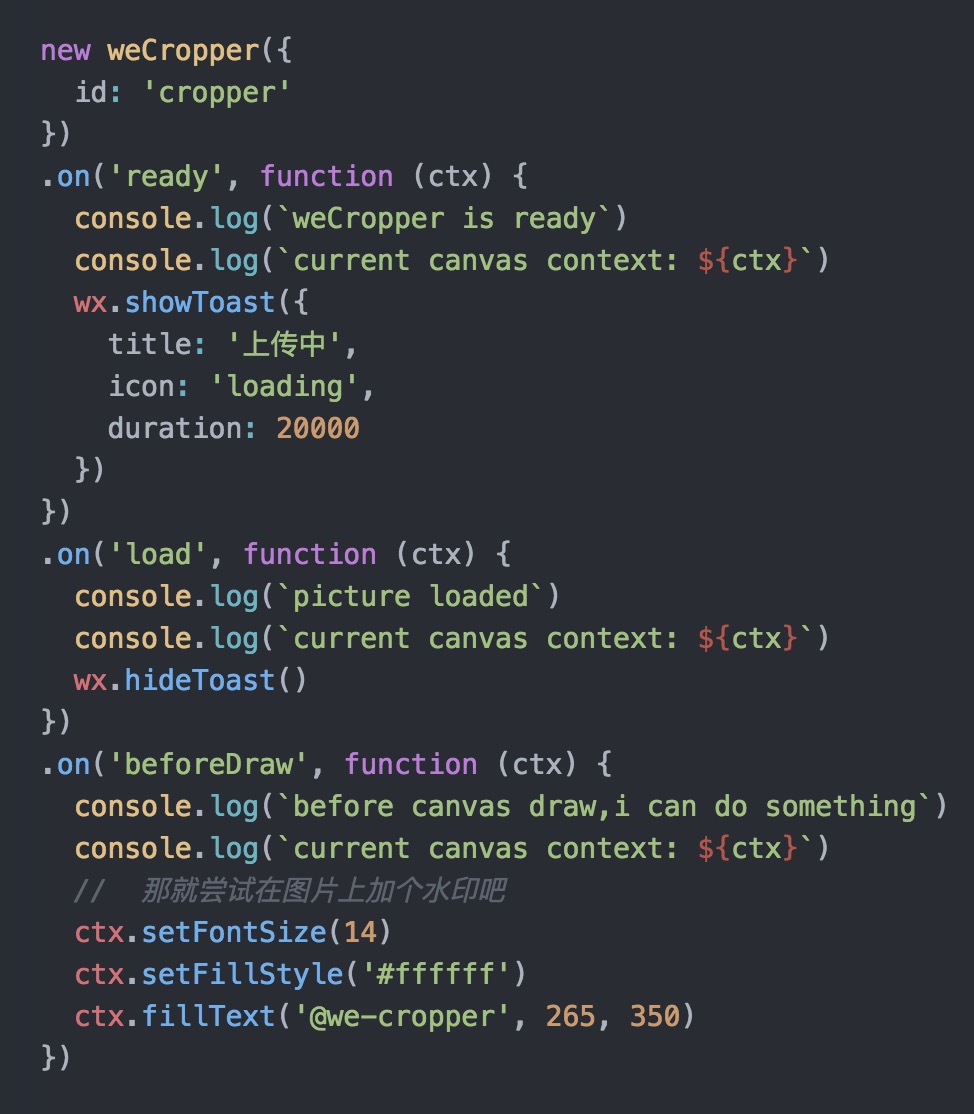 new weCropper({
  id: 'cropper'
})
.on('ready', function (ctx) {
  console.log(`weCropper is ready`)
  console.log(`current canvas context: ${ctx}`)
  wx.showToast({
    title: '上传中',
    icon: 'loading',
    duration: 20000
  })
})
.on('load', function (ctx) {
  console.log(`picture loaded`)
  console.log(`current canvas context: ${ctx}`)
  wx.hideToast()
})
.on('beforeDraw', function (ctx) {
  console.log(`before canvas draw,i can do something`)
  console.log(`current canvas context: ${ctx}`)
  //  那就尝试在图片上加个水印吧
  ctx.setFontSize(14)
  ctx.setFillStyle('#ffffff')
  ctx.fillText('@we-cropper', 265, 350)
})